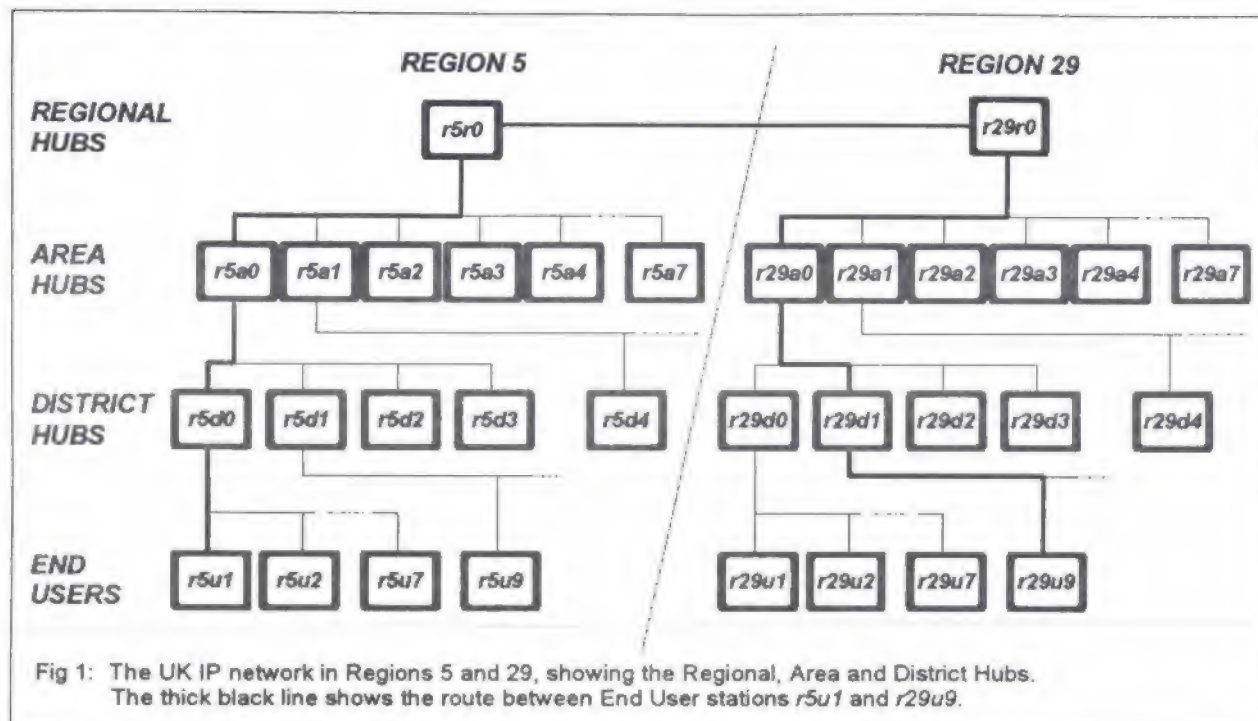 REGION 5 REGION 29
REGIONAL
HUBS
r5r0 r29r0
AREA
HUBS
r5a0 r5a1 r5a2 r5a3 r5a4 r5a7 r29a0 r29a1 r29a2 r29a3 r29a4 r29a7
DISTRICT
HUBS
r5d0 r5d1 r5d2 r5d3 r5d4 r29d0 r29d1 r29d2 r29d3 r29d4
END
USERS
r5u1 r5u2 r5u7 r5u9 r29u1 r29u2 r29u7 r29u9
Fig 1: The UK IP network in Regions 5 and 29, showing the Regional, Area and District Hubs.
The thick black line shows the route between End User stations r5u1 and r29u9.